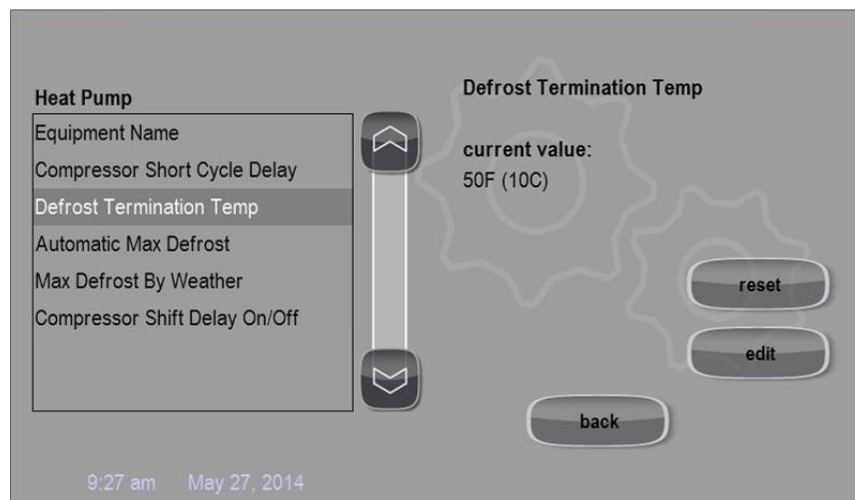 Heat Pump
Equipment Name
Compressor Short Cycle Delay
Defrost Termination Temp
Automatic Max Defrost
Max Defrost By Weather
Compressor Shift Delay On/Off
Defrost Termination Temp
current value:
50F (10C)
reset
edit
back
9:27 am May 27, 2014